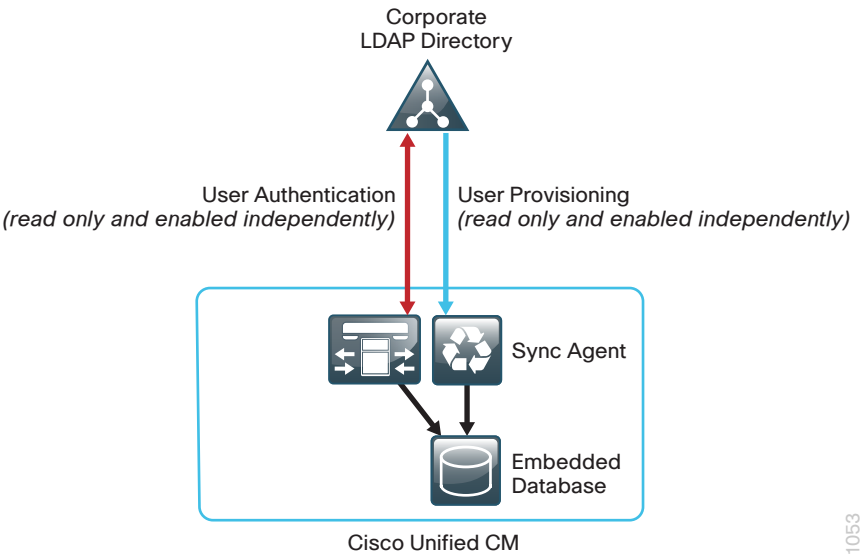 Corporate
LDAP Directory
User Authentication
(read only and enabled independently)
User Provisioning
(read only and enabled independently)
Sync Agent
Embedded
Database
Cisco Unified CM
1053